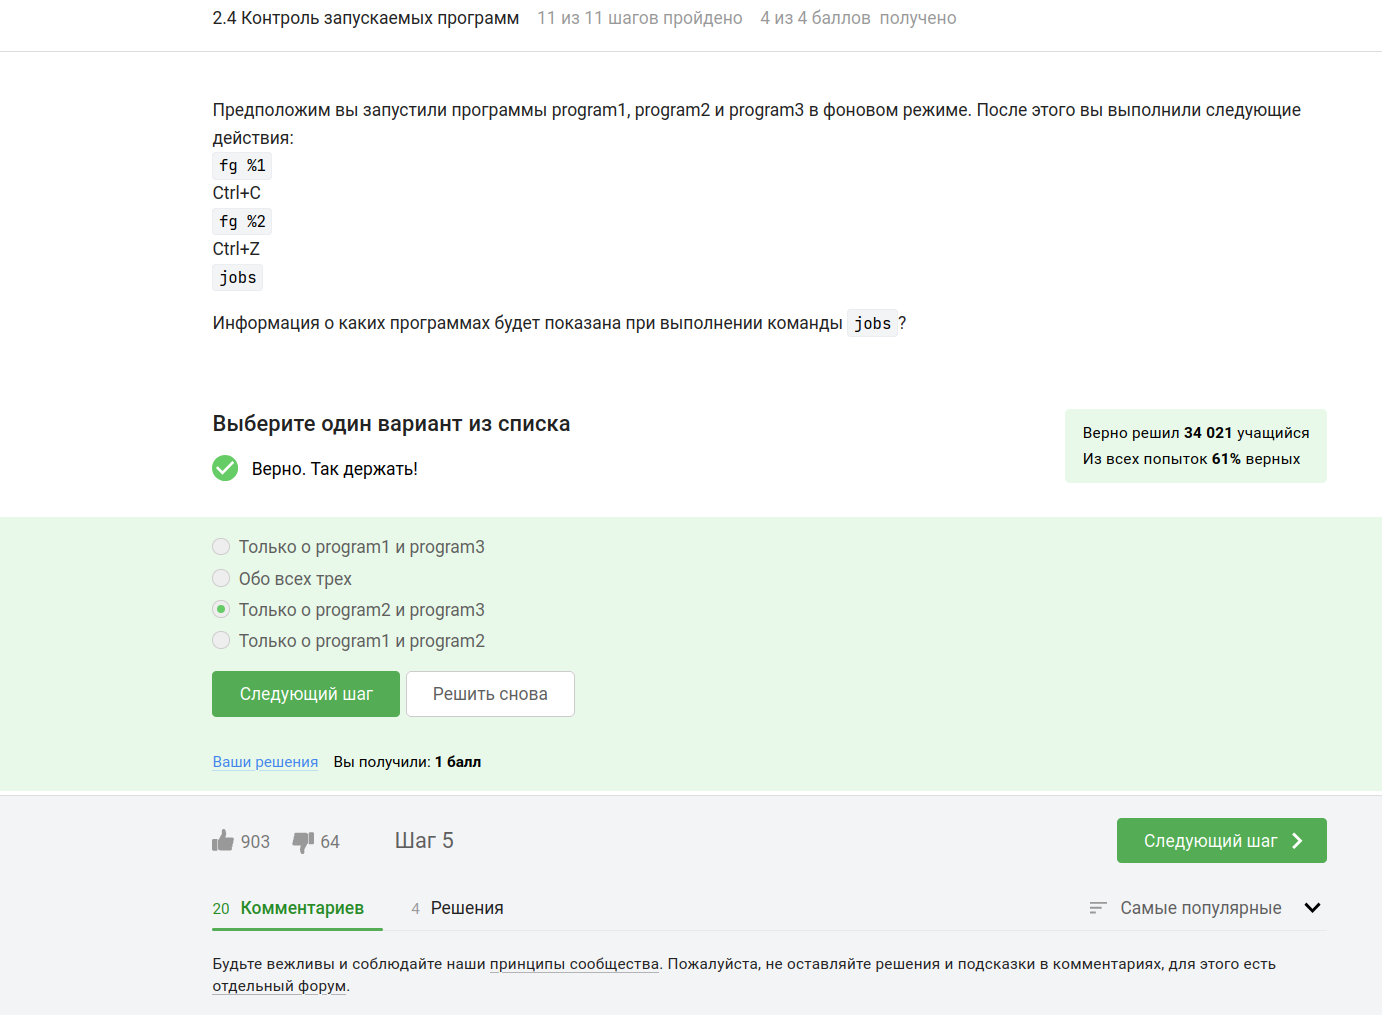 2.4 Контроль запускаемых программ 11 из 11 шагов пройдено 4 из 4 баллов получено
Предположим вы запустили программы program1, program2 и program3 в фоновом режиме. После этого вы выполнили следующие
действия:
fg %1
Ctrl+C
fg %2
Ctrl+Z
jobs
Информация о каких программах будет показана при выполнении команды jobs?
Выберите один вариант из списка
Верно. Так держать!
Верно решил 34 021 учащийся
Из всех попыток 61% верных
Только о program1 и program3
Обо всех трех
Только о program2 и program3
Только о program1 и program2
Следующий шаг Решить снова
Ваши решения Вы получили: 1 балл
903 64 Шаг 5 Следующий шаг
20 Комментариев 4 Решения Самые популярные
Будьте вежливы и соблюдайте наши принципы сообщества. Пожалуйста, не оставляйте решения и подсказки в комментариях, для этого есть
отдельный форум.